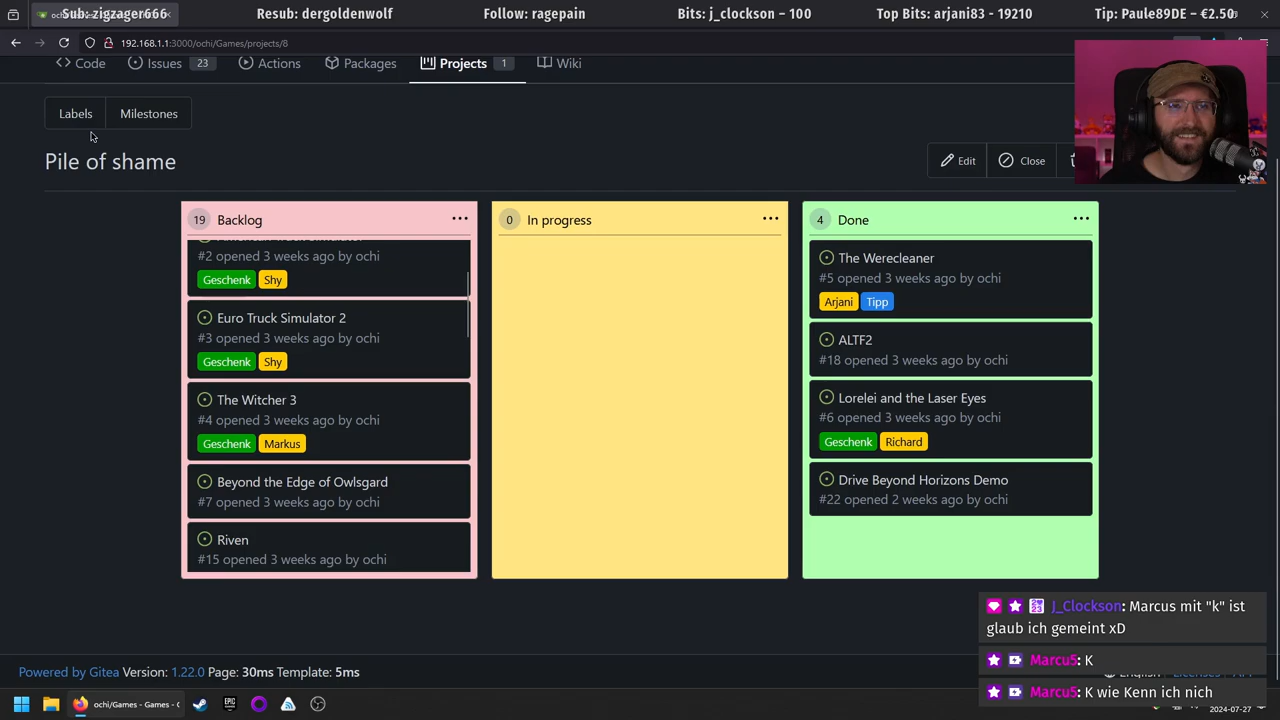 Sub: zigzager666
Resub: dergoldenwolf
Follow: ragepain
Bits: j_clockson – 100
Top Bits: arjani83 - 19210
Tip: Paule89DE – €2.50
192.168.1.1:3000/ochi/Games/projects/8
Code
Issues 23
Actions
Packages
Projects 1
Wiki
Labels
Milestones
Pile of shame
Edit
Close
19 Backlog
#2 opened 3 weeks ago by ochi
Geschenk Shy
Euro Truck Simulator 2
#3 opened 3 weeks ago by ochi
Geschenk Shy
The Witcher 3
#4 opened 3 weeks ago by ochi
Geschenk Markus
Beyond the Edge of Owlsgard
#7 opened 3 weeks ago by ochi
Riven
#15 opened 3 weeks ago by ochi
0 In progress
4 Done
The Werecleaner
#5 opened 3 weeks ago by ochi
Arjani Tipp
ALTF2
#18 opened 3 weeks ago by ochi
Lorelei and the Laser Eyes
#6 opened 3 weeks ago by ochi
Geschenk Richard
Drive Beyond Horizons Demo
#22 opened 2 weeks ago by ochi
J_Clockson: Marcus mit "k" ist
glaub ich gemeint xD
Marcu5: K
Marcu5: K wie Kenn ich nich
Powered by Gitea Version: 1.22.0 Page: 30ms Template: 5ms
ochi/Games - Games - G
2024-07-27